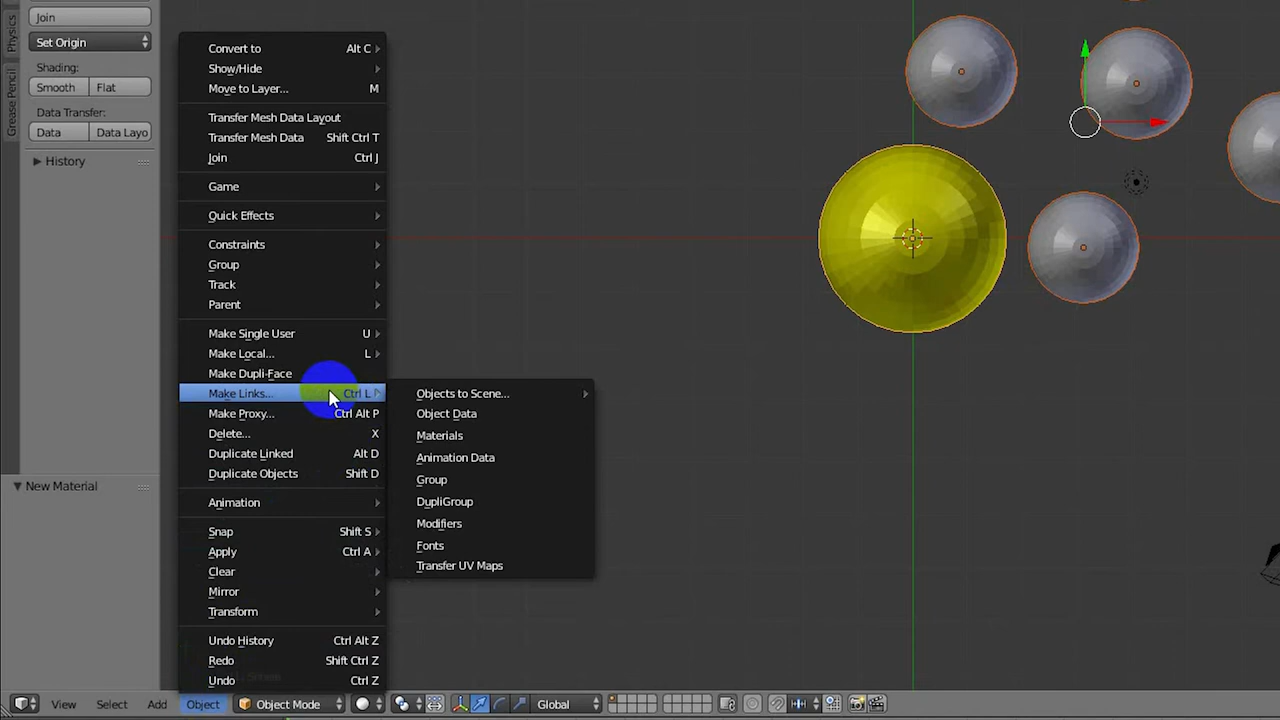 Physics
Grease Pencil
Join
Set Origin
Shading:
Smooth Flat
Data Transfer:
Data Data Layo
History
New Material
Convert to Alt C
Show/Hide
Move to Layer... M
Transfer Mesh Data Layout
Transfer Mesh Data Shift Ctrl T
Join Ctrl J
Game
Quick Effects
Constraints
Group
Track
Parent
Make Single User U
Make Local... L
Make Dupli-Face
Make Links... Ctrl L
Make Proxy... Ctrl Alt P
Delete... X
Duplicate Linked Alt D
Duplicate Objects Shift D
Animation
Snap Shift S
Apply Ctrl A
Clear
Mirror
Transform
Undo History Ctrl Alt Z
Redo Shift Ctrl Z
Undo Ctrl Z
Objects to Scene...
Object Data
Materials
Animation Data
Group
DupliGroup
Modifiers
Fonts
Transfer UV Maps
View Select Add Object Object Mode Global